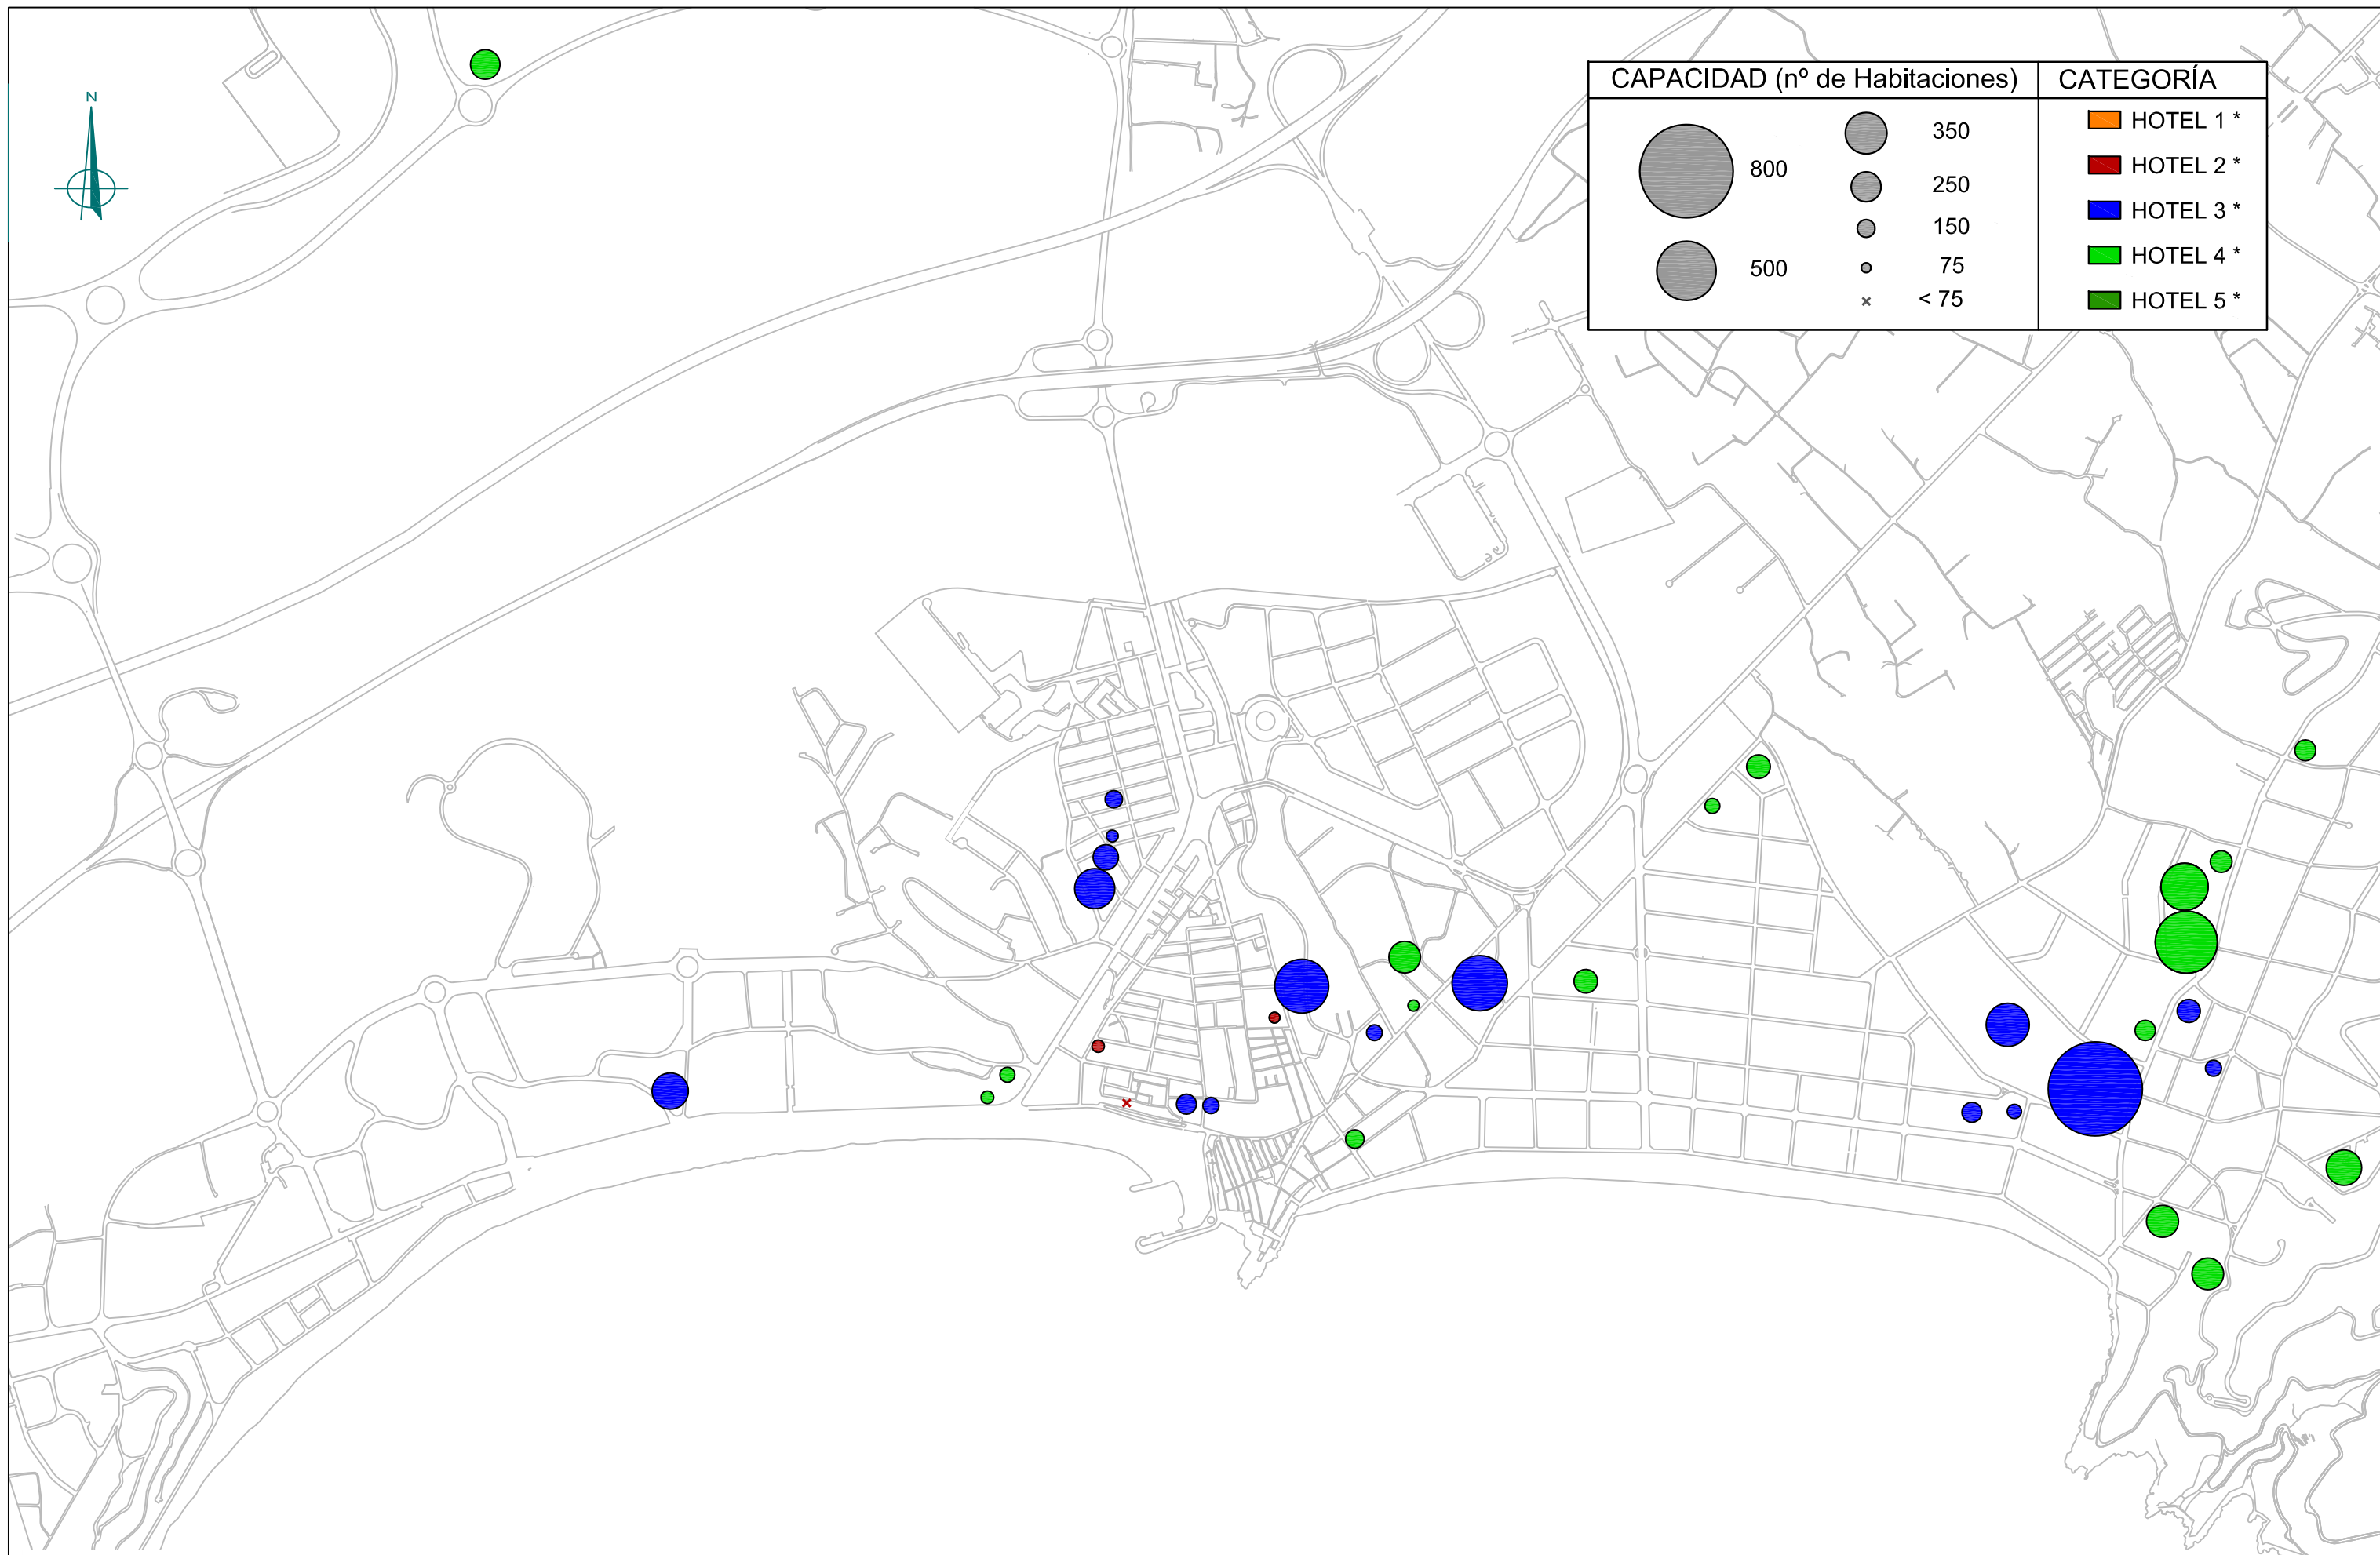 N
CAPACIDAD (nº de Habitaciones)
CATEGORÍA
800
500
350
250
150
75
< 75
HOTEL 1 *
HOTEL 2 *
HOTEL 3 *
HOTEL 4 *
HOTEL 5 *